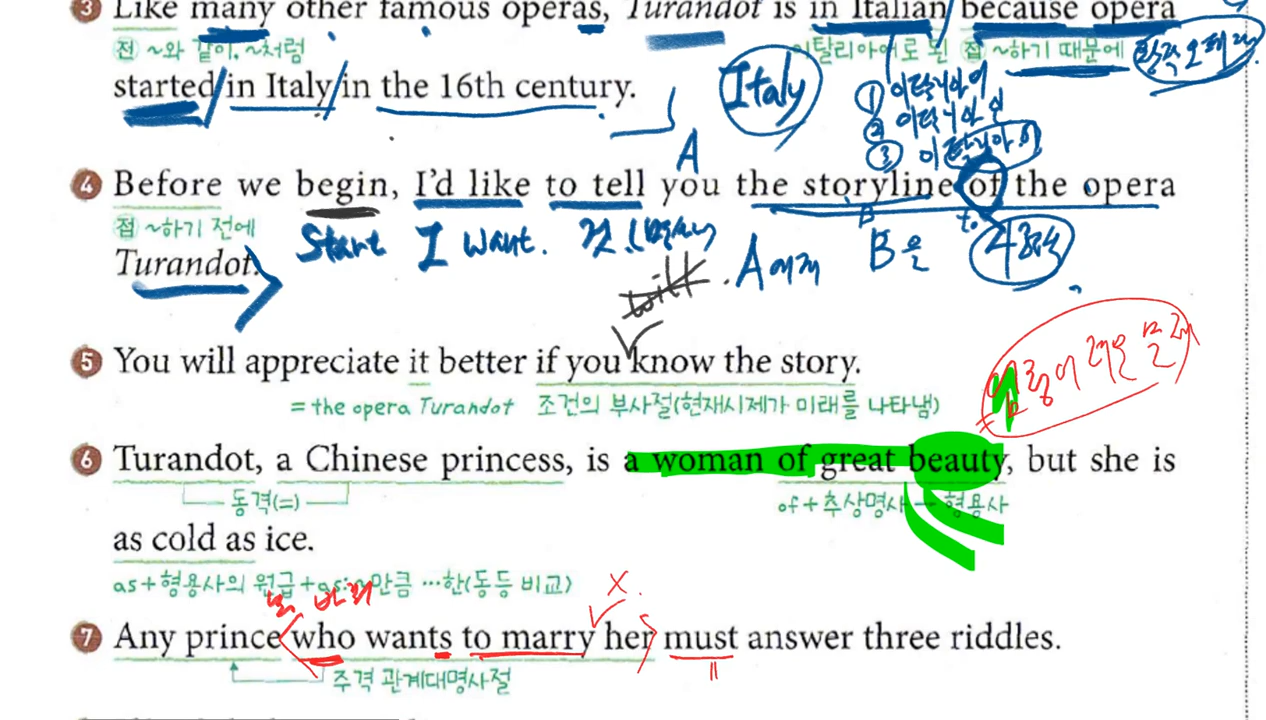 3 Like many other famous operas, Turandot is in Italian because opera
전 ~와 같이, ~처럼 이탈리아어로 된 접 ~하기 때문에
started in Italy in the 16th century.
Italy
① 이탈리아어
② 이탈리아인
③ 이탈리아의
A
4 Before we begin, I'd like to tell you the storyline of the opera
접 ~하기 전에
Start I want. 것
B
to
Turandot.
will
A에게 B을
5 You will appreciate it better if you know the story.
= the opera Turandot 조건의 부사절(현재시제가 미래를 나타냄)
6 Turandot, a Chinese princess, is a woman of great beauty, but she is
동격(=) of + 추상명사 → 형용사
as cold as ice.
as + 형용사의 원급 + as: ~만큼 …한(동등 비교)
X
7 Any prince who wants to marry her must answer three riddles.
주격 관계대명사절